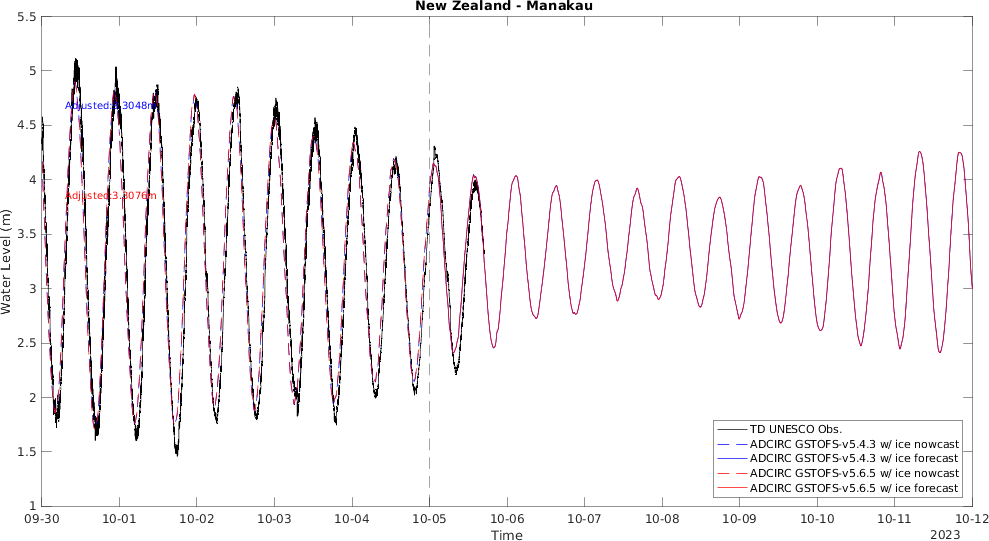 New Zealand - Manakau
5.5
5
4.5
4
3.5
3
2.5
2
1.5
1
Water Level (m)
Adjusted:3.3048m
Adjusted:3.3076m
TD UNESCO Obs.
ADCIRC GSTOFS-v5.4.3 w/ ice nowcast
ADCIRC GSTOFS-v5.4.3 w/ ice forecast
ADCIRC GSTOFS-v5.6.5 w/ ice nowcast
ADCIRC GSTOFS-v5.6.5 w/ ice forecast
09-30 10-01 10-02 10-03 10-04 10-05 10-06 10-07 10-08 10-09 10-10 10-11 10-12
Time
2023